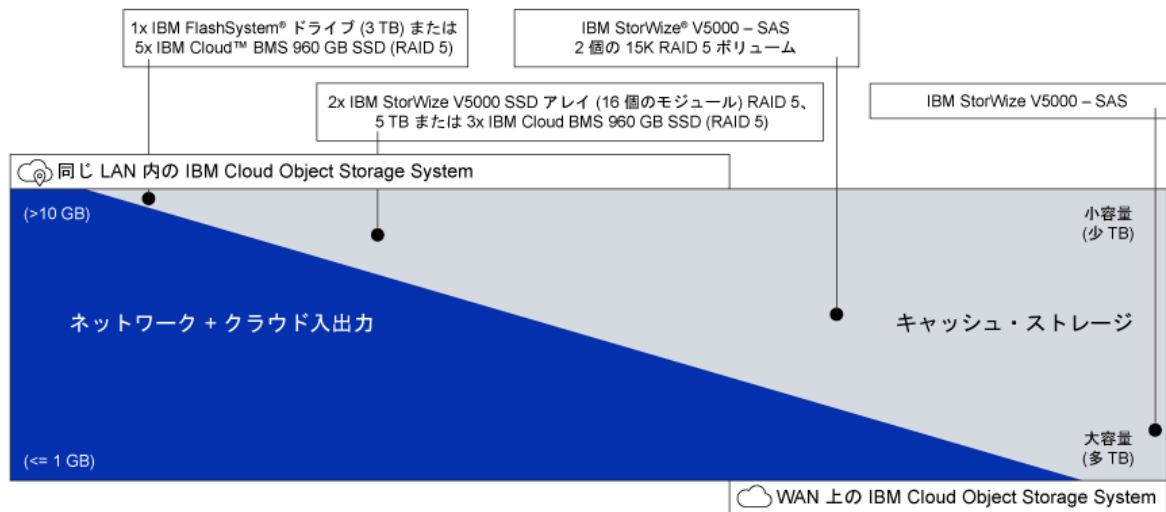 1x IBM FlashSystem® ドライブ (3 TB) または
5x IBM Cloud™ BMS 960 GB SSD (RAID 5)
IBM StorWize® V5000 – SAS
2 個の 15K RAID 5 ボリューム
2x IBM StorWize V5000 SSD アレイ (16 個のモジュール) RAID 5、
5 TB または 3x IBM Cloud BMS 960 GB SSD (RAID 5)
IBM StorWize V5000 – SAS
同じ LAN 内の IBM Cloud Object Storage System
(>10 GB)
小容量
(少 TB)
ネットワーク + クラウド入出力
キャッシュ・ストレージ
大容量
(多 TB)
(<= 1 GB)
WAN 上の IBM Cloud Object Storage System